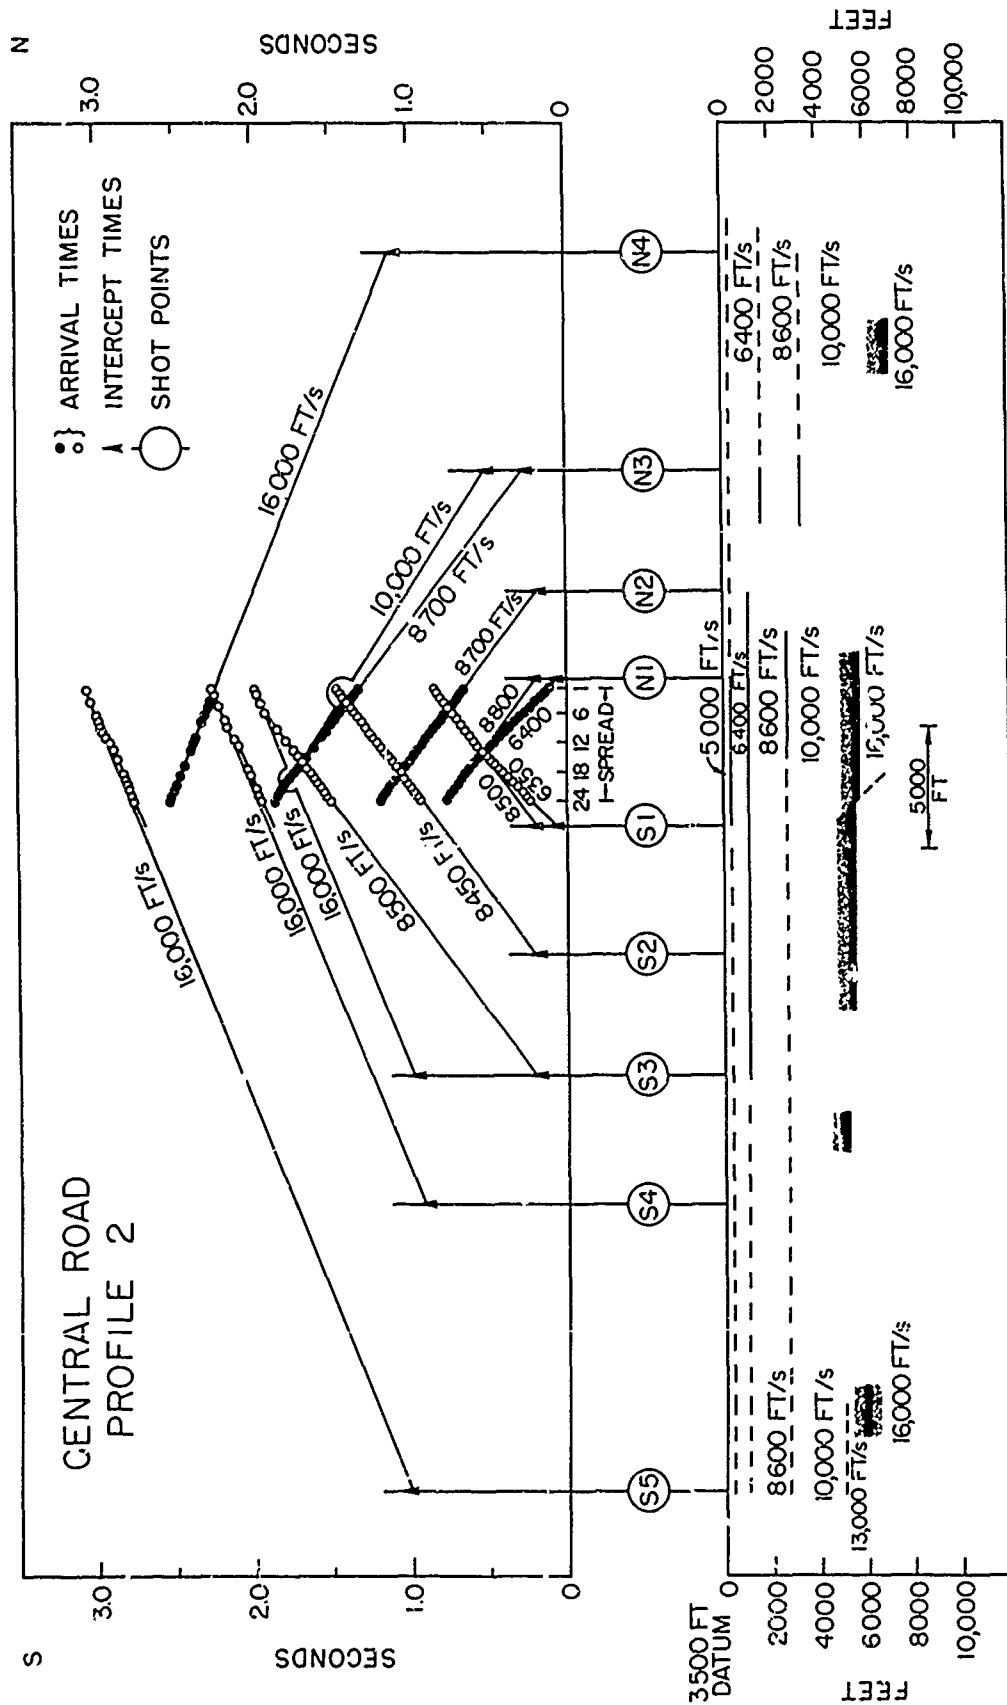 S
N
CENTRAL ROAD
PROFILE 2
ARRIVAL TIMES
INTERCEPT TIMES
SHOT POINTS
SECONDS
3.0
2.0
1.0
0
SECONDS
3.0
2.0
1.0
0
16,000 FT/s
16,000 FT/s
16,000 FT/s
8500 FT/s
8450 FT/s
8500
6350
6400
8800
8700 FT/s
8700 FT/s
10,000 FT/s
16000 FT/s
24 18 12 6 1
SPREAD
S5
S4
S3
S2
S1
N1
N2
N3
N4
3500 FT
DATUM
0
2000
4000
6000
8000
10,000
FEET
0
2000
4000
6000
8000
10,000
FEET
8600 FT/s
10,000 FT/s
13,000 FT/s
16,000 FT/s
5000 FT/s
6400 FT/s
8600 FT/s
10,000 FT/s
16,000 FT/s
5000
FT
6400 FT/s
8600 FT/s
10,000 FT/s
16,000 FT/s